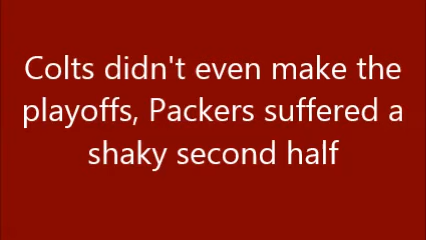 Colts didn't even make the
playoffs, Packers suffered a
shaky second half